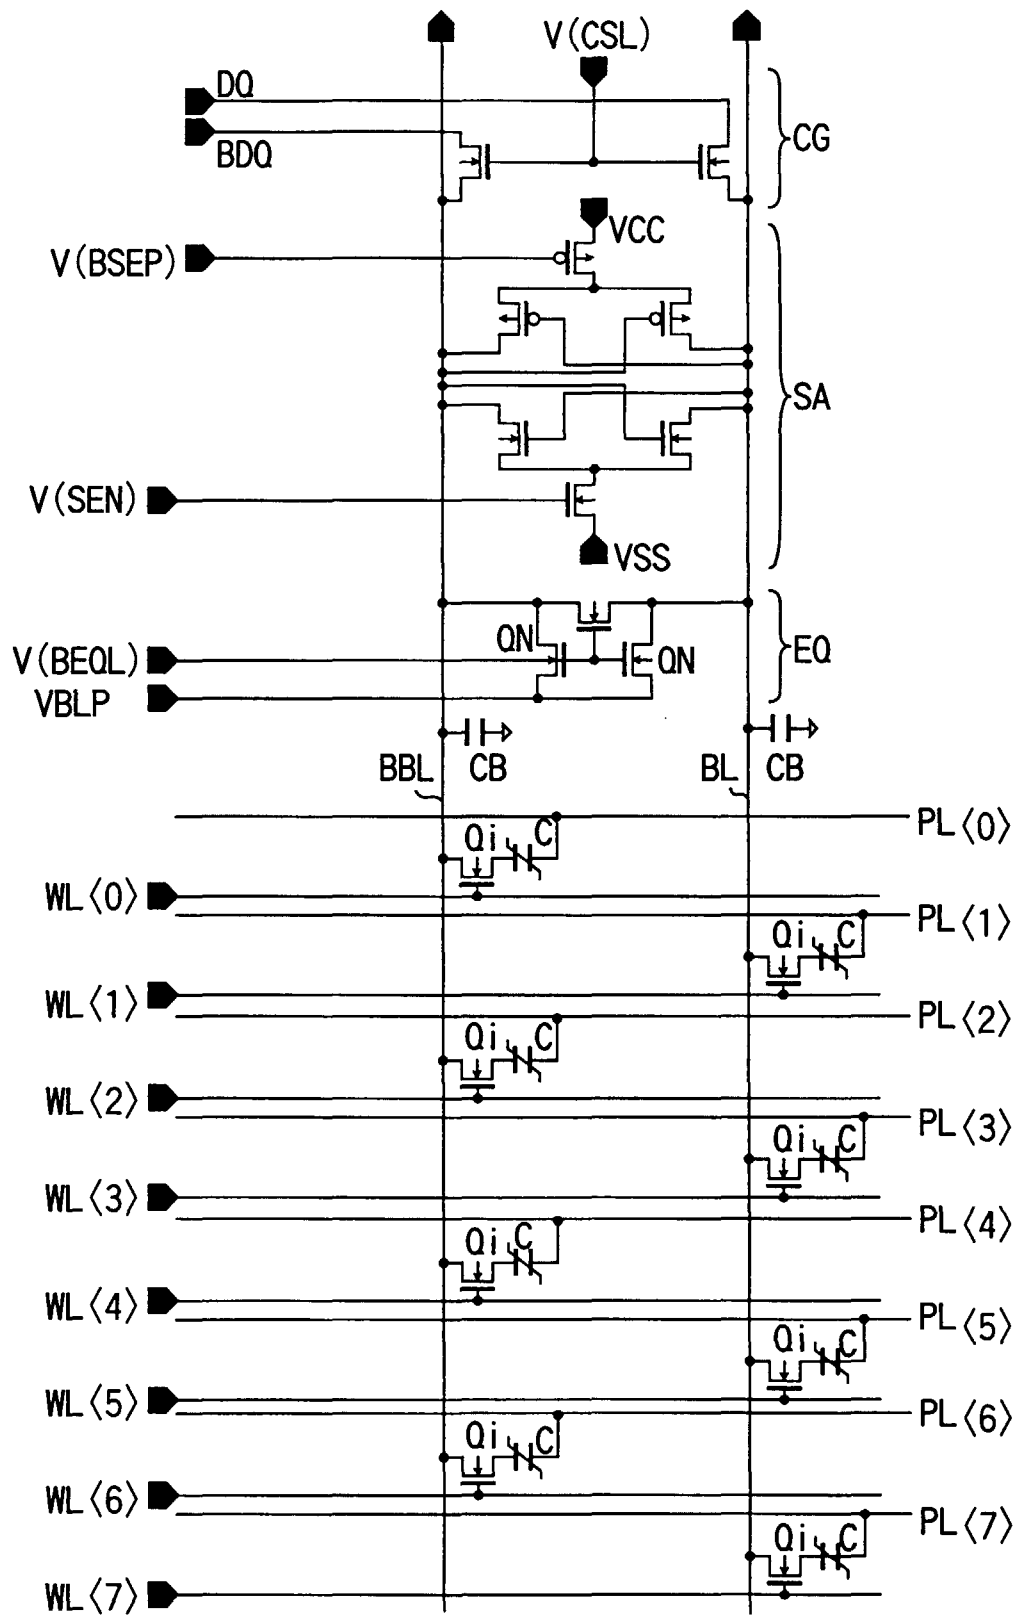 V(CSL)
DQ
BDQ
CG
VCC
V(BSEP)
SA
V(SEN)
VSS
QN
QN
EQ
V(BEQL)
VBLP
BBL
CB
BL
CB
Qi
C
PL⟨0⟩
WL⟨0⟩
Qi
C
PL⟨1⟩
WL⟨1⟩
Qi
C
PL⟨2⟩
WL⟨2⟩
Qi
C
PL⟨3⟩
WL⟨3⟩
Qi
C
PL⟨4⟩
WL⟨4⟩
Qi
C
PL⟨5⟩
WL⟨5⟩
Qi
C
PL⟨6⟩
WL⟨6⟩
Qi
C
PL⟨7⟩
WL⟨7⟩